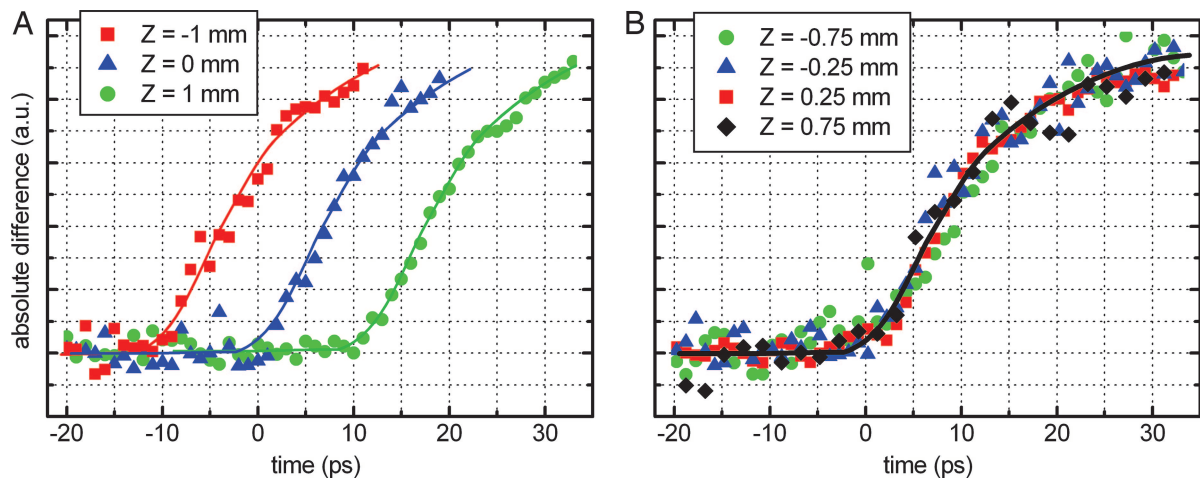 A
Z = -1 mm
Z = 0 mm
Z = 1 mm
absolute difference (a.u.)
-20 -10 0 10 20 30
time (ps)
B
Z = -0.75 mm
Z = -0.25 mm
Z = 0.25 mm
Z = 0.75 mm
-20 -10 0 10 20 30
time (ps)